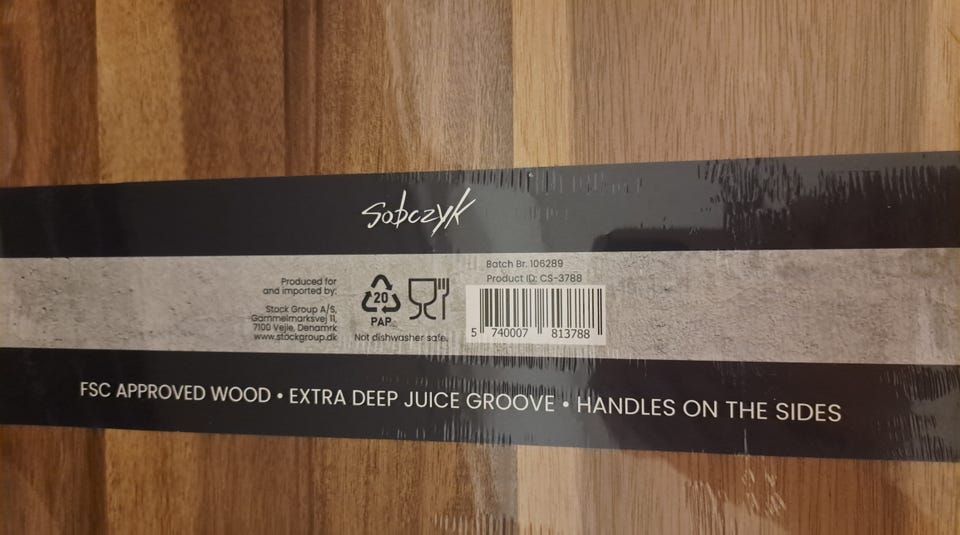 Sobczyk
Batch Br. 106289
Product ID: CS-3788
Produced for
and imported by:
Stock Group A/S,
Gammelmarksvej 11,
7100 Vejle, Denamrk
www.stockgroup.dk
20
PAP
Not dishwasher safe.
5 740007 813788
FSC APPROVED WOOD • EXTRA DEEP JUICE GROOVE • HANDLES ON THE SIDES